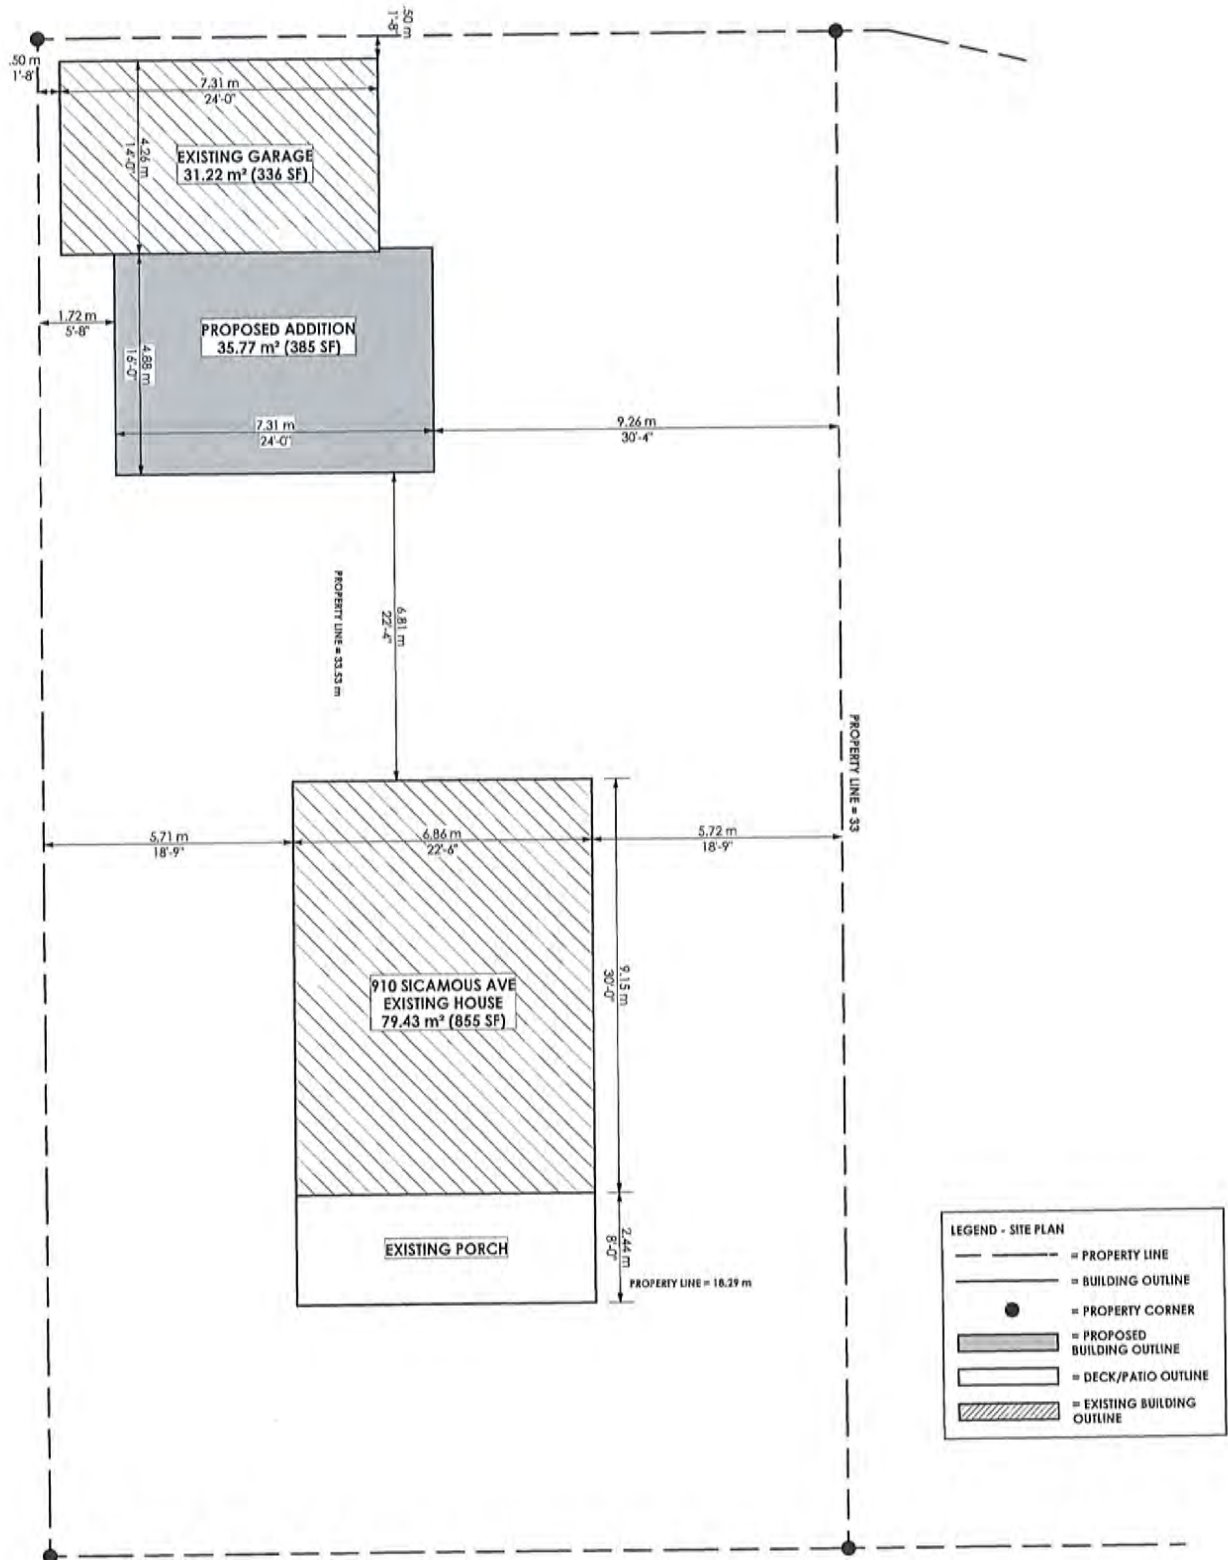 .50 m
1'-8"
.50 m
1'-8'
7.31 m
24'-0"
4.26 m
14'-0"
EXISTING GARAGE
31.22 m² (336 SF)
1.72 m
5'-8"
PROPOSED ADDITION
35.77 m² (385 SF)
4.88 m
16'-0"
7.31 m
24'-0"
9.26 m
30'-4"
6.81 m
22'-4"
PROPERTY LINE = 33.53 m
PROPERTY LINE = 33
5.71 m
18'-9"
6.86 m
22'-6"
5.72 m
18'-9"
910 SICAMOUS AVE
EXISTING HOUSE
79.43 m² (855 SF)
9.15 m
30'-0"
EXISTING PORCH
2.44 m
8'-0"
PROPERTY LINE = 18.29 m
LEGEND - SITE PLAN
= PROPERTY LINE
= BUILDING OUTLINE
= PROPERTY CORNER
= PROPOSED
BUILDING OUTLINE
= DECK/PATIO OUTLINE
= EXISTING BUILDING
OUTLINE